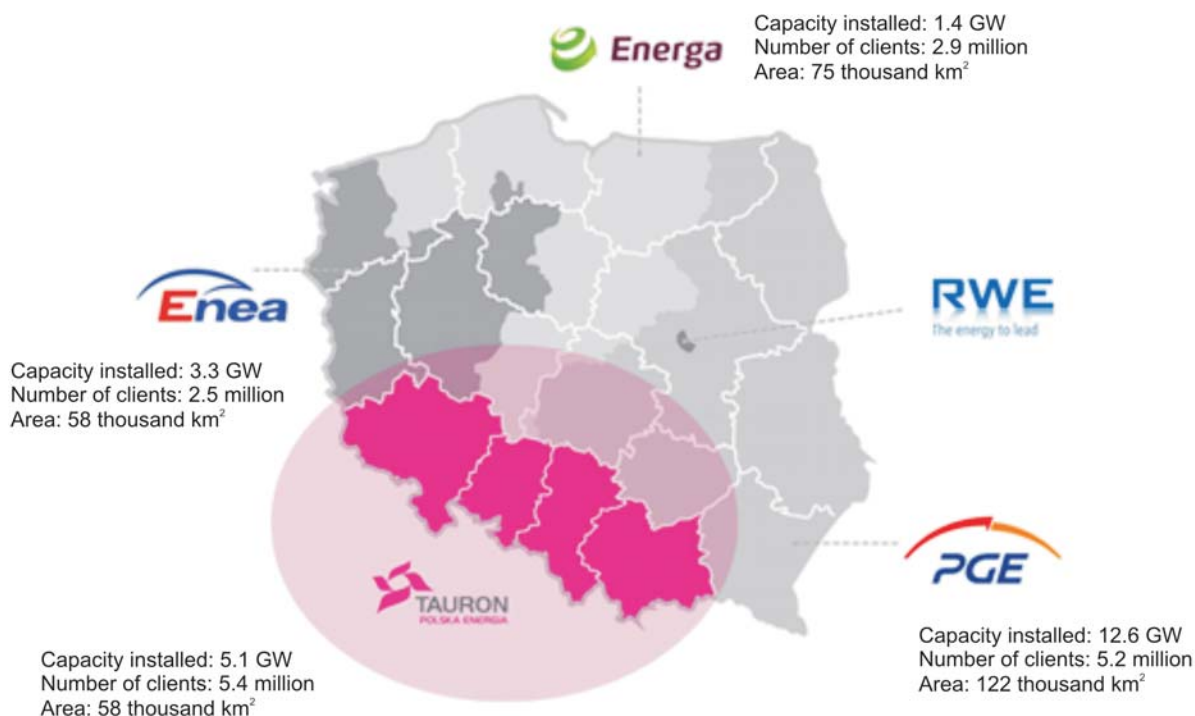 Energa
Capacity installed: 1.4 GW
Number of clients: 2.9 million
Area: 75 thousand km²
Enea
RWE
The energy to lead
Capacity installed: 3.3 GW
Number of clients: 2.5 million
Area: 58 thousand km²
PGE
TAURON
POLSKA ENERGIA
Capacity installed: 12.6 GW
Number of clients: 5.2 million
Area: 122 thousand km²
Capacity installed: 5.1 GW
Number of clients: 5.4 million
Area: 58 thousand km²